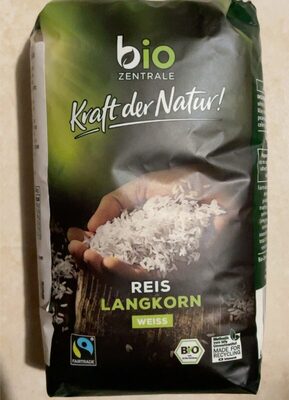 bio
ZENTRALE
Kraft der Natur!
REIS
LANGKORN
WEISS
FAIRTRADE
BIO
MADE FOR
RECYCLING